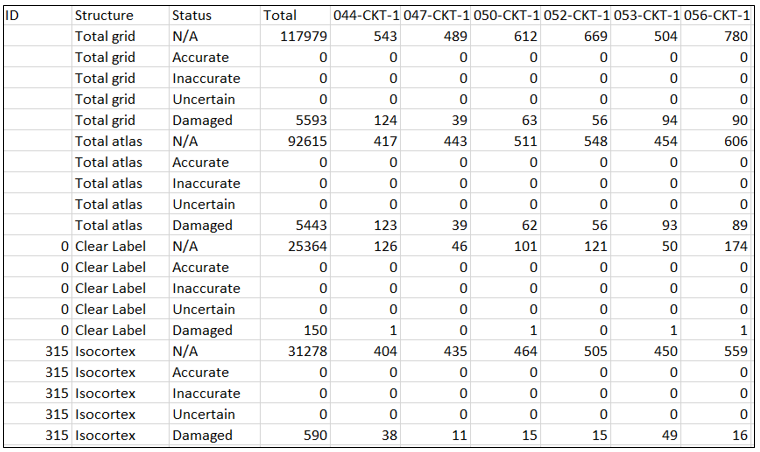 ID Structure Status Total 044-CKT-1 047-CKT-1 050-CKT-1 052-CKT-1 053-CKT-1 056-CKT-1
Total grid N/A 117979 543 489 612 669 504 780
Total grid Accurate 0 0 0 0 0 0 0
Total grid Inaccurate 0 0 0 0 0 0 0
Total grid Uncertain 0 0 0 0 0 0 0
Total grid Damaged 5593 124 39 63 56 94 90
Total atlas N/A 92615 417 443 511 548 454 606
Total atlas Accurate 0 0 0 0 0 0 0
Total atlas Inaccurate 0 0 0 0 0 0 0
Total atlas Uncertain 0 0 0 0 0 0 0
Total atlas Damaged 5443 123 39 62 56 93 89
0 Clear Label N/A 25364 126 46 101 121 50 174
0 Clear Label Accurate 0 0 0 0 0 0 0
0 Clear Label Inaccurate 0 0 0 0 0 0 0
0 Clear Label Uncertain 0 0 0 0 0 0 0
0 Clear Label Damaged 150 1 0 1 0 1 1
315 Isocortex N/A 31278 404 435 464 505 450 559
315 Isocortex Accurate 0 0 0 0 0 0 0
315 Isocortex Inaccurate 0 0 0 0 0 0 0
315 Isocortex Uncertain 0 0 0 0 0 0 0
315 Isocortex Damaged 590 38 11 15 15 49 16